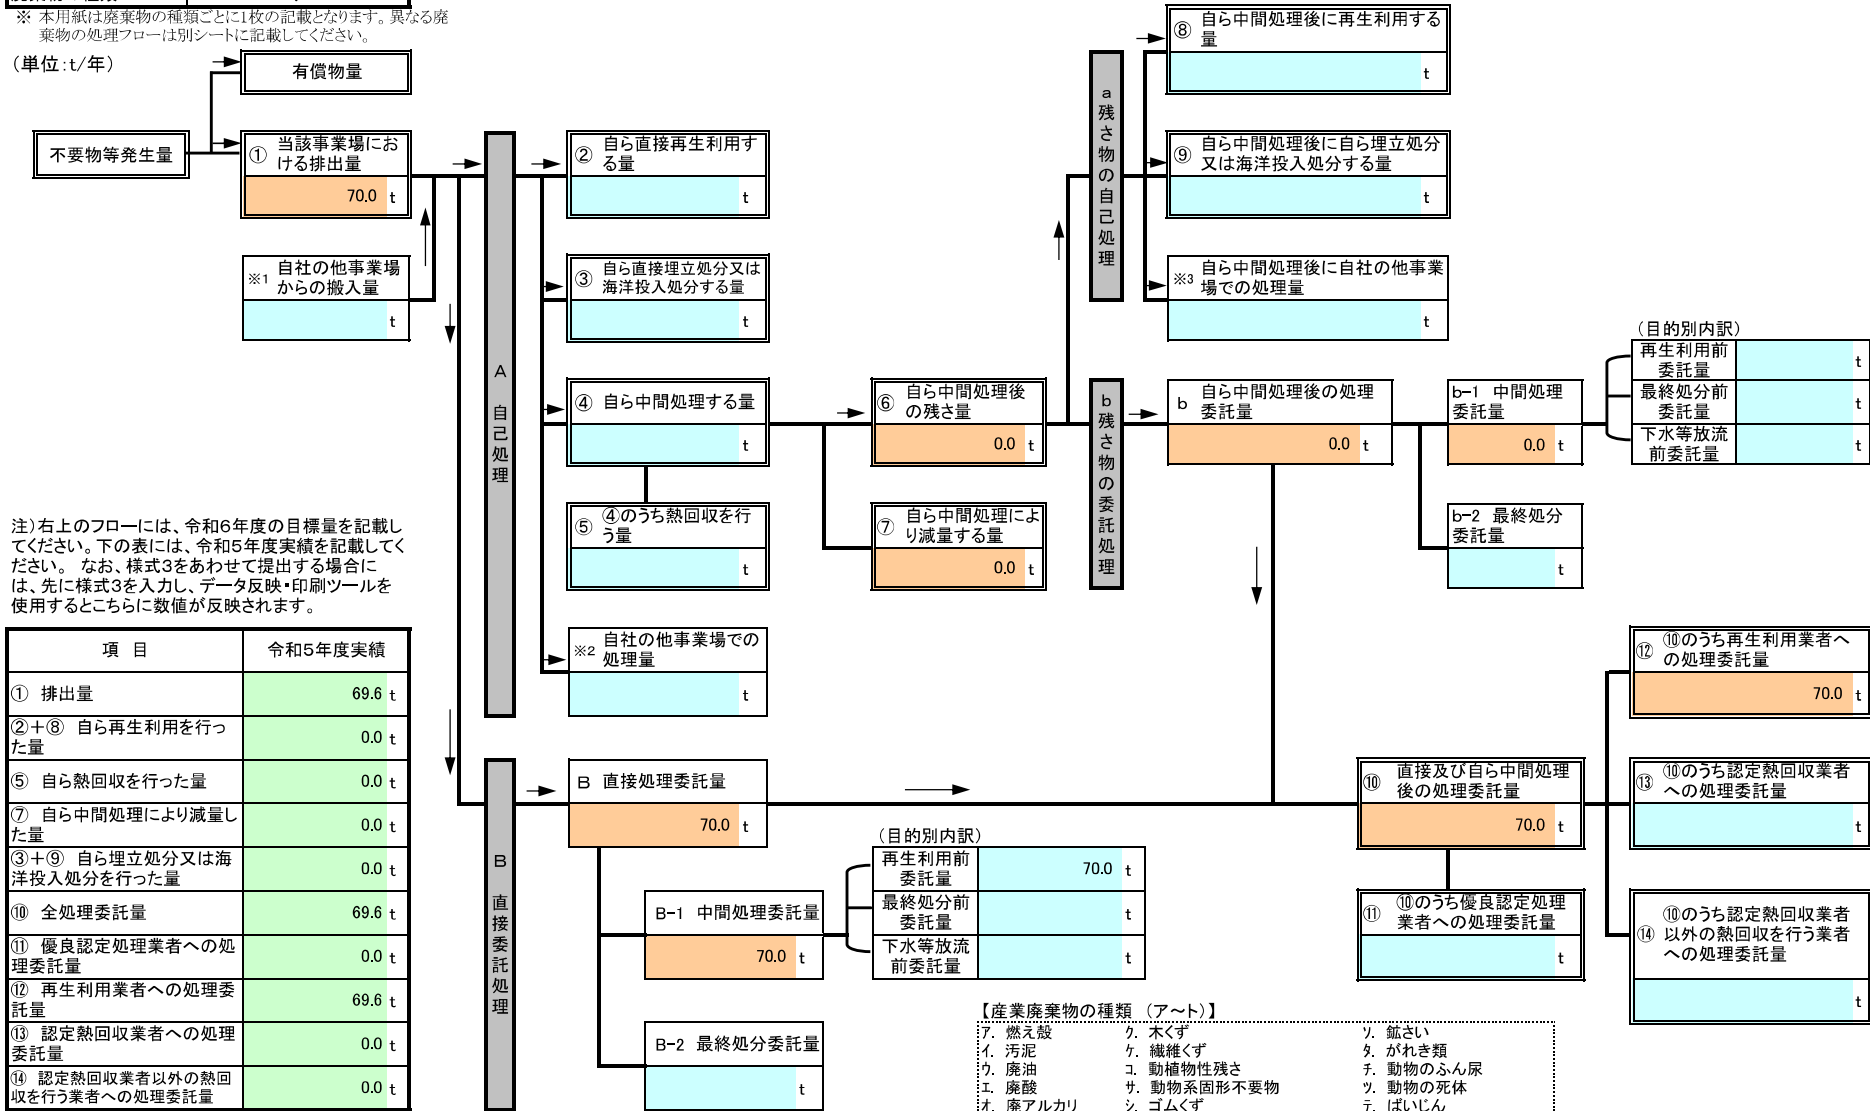 ※ 本用紙は廃棄物の種類ごとに1枚の記載となります。異なる廃
棄物の処理フローは別シートに記載してください。
（単位：t/年）
有償物量
不要物等発生量
① 当該事業場にお
ける排出量
70.0 t
※1 自社の他事業場
からの搬入量
t
A 自己処理
② 自ら直接再生利用す
る量
t
③ 自ら直接埋立処分又は
海洋投入処分する量
t
④ 自ら中間処理する量
t
⑤ ④のうち熱回収を行
う量
t
※2 自社の他事業場での
処理量
t
⑥ 自ら中間処理後
の残さ量
0.0 t
⑦ 自ら中間処理によ
り減量する量
0.0 t
a 残さ物の自己処理
⑧ 自ら中間処理後に再生利用する
量
t
⑨ 自ら中間処理後に自ら埋立処分
又は海洋投入処分する量
t
※3 自ら中間処理後に自社の他事業
場での処理量
t
b 残さ物の委託処理
b 自ら中間処理後の処理
委託量
0.0 t
b-1 中間処理
委託量
0.0 t
b-2 最終処分
委託量
t
（目的別内訳）
再生利用前
委託量 t
最終処分前
委託量 t
下水等放流
前委託量 t
注）右上のフローには、令和6年度の目標量を記載し
てください。下の表には、令和5年度実績を記載してく
ださい。 なお、様式3をあわせて提出する場合に
は、先に様式3を入力し、データ反映・印刷ツールを
使用するとこちらに数値が反映されます。
項 目 令和5年度実績
① 排出量 69.6 t
②＋⑧ 自ら再生利用を行っ
た量 0.0 t
⑤ 自ら熱回収を行った量 0.0 t
⑦ 自ら中間処理により減量し
た量 0.0 t
③＋⑨ 自ら埋立処分又は海
洋投入処分を行った量 0.0 t
⑩ 全処理委託量 69.6 t
⑪ 優良認定処理業者への処
理委託量 0.0 t
⑫ 再生利用業者への処理委
託量 69.6 t
⑬ 認定熱回収業者への処理
委託量 0.0 t
⑭ 認定熱回収業者以外の熱回
収を行う業者への処理委託量 0.0 t
B 直接委託処理
B 直接処理委託量
70.0 t
B-1 中間処理委託量
70.0 t
B-2 最終処分委託量
t
（目的別内訳）
再生利用前
委託量 70.0 t
最終処分前
委託量 t
下水等放流
前委託量 t
⑩ 直接及び自ら中間処理
後の処理委託量
70.0 t
⑪ ⑩のうち優良認定処理
業者への処理委託量
t
⑫ ⑩のうち再生利用業者へ
の処理委託量
70.0 t
⑬ ⑩のうち認定熱回収業者
への処理委託量
t
⑭ ⑩のうち認定熱回収業者
以外の熱回収を行う業者
への処理委託量
t
【産業廃棄物の種類 （ア～ト）】
ア．燃え殻 ク．木くず ソ．鉱さい
イ．汚泥 ケ．繊維くず タ．がれき類
ウ．廃油 コ．動植物性残さ チ．動物のふん尿
エ．廃酸 サ．動物系固形不要物 ツ．動物の死体
オ．廃アルカリ シ．ゴムくず テ．ばいじん